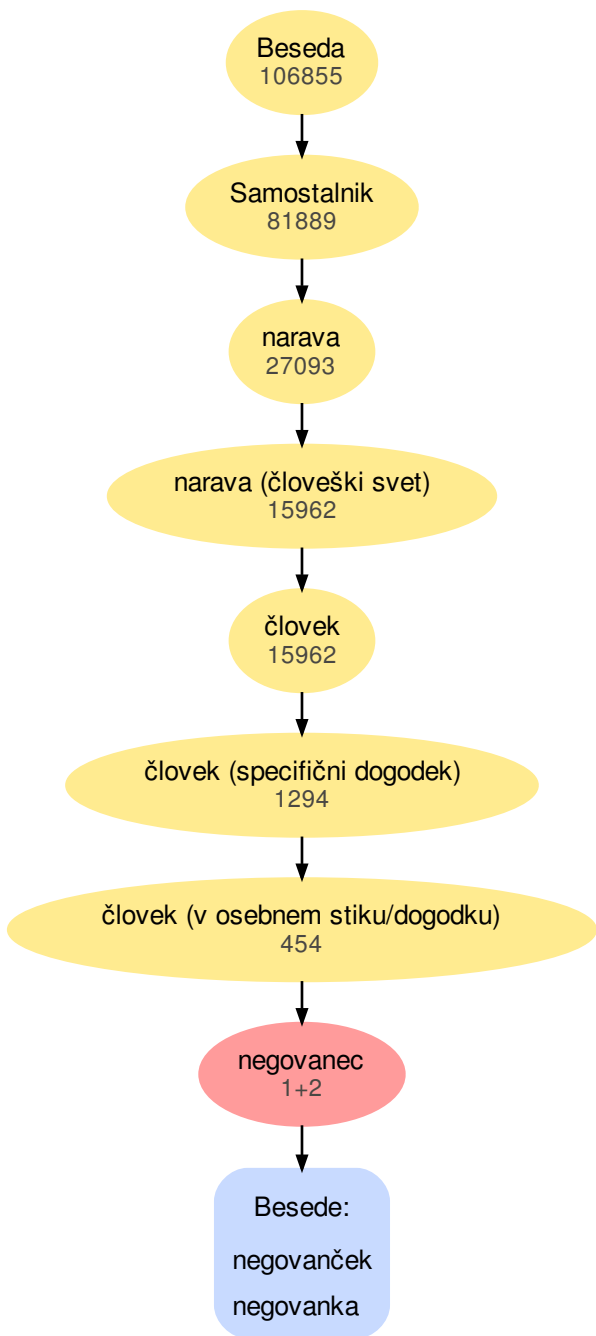 Beseda
106855
Samostalnik
81889
narava
27093
narava (človeški svet)
15962
človek
15962
človek (specifični dogodek)
1294
človek (v osebnem stiku/dogodku)
454
negovanec
1+2
Besede:
negovanček
negovanka